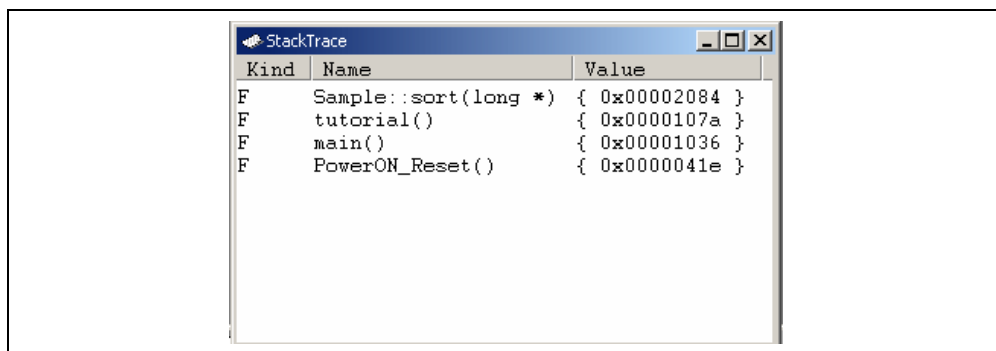 StackTrace
Kind Name Value
F Sample::sort(long *) { 0x00002084 }
F tutorial() { 0x0000107a }
F main() { 0x00001036 }
F PowerON_Reset() { 0x0000041e }